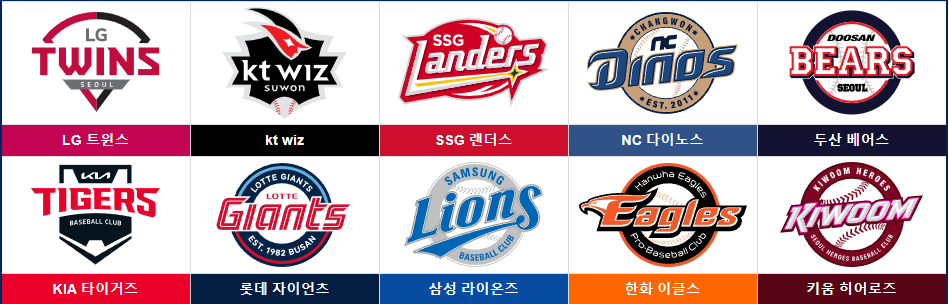 LG
TWINS
SEOUL
kt wiz
suwon
SSG
Landers
CHANGWON
NC
Dinos
EST. 2011
DOOSAN
BEARS
SEOUL
LG 트윈스
kt wiz
SSG 랜더스
NC 다이노스
두산 베어스
KIA
TIGERS
BASEBALL CLUB
LOTTE GIANTS
LOTTE
Giants
EST. 1982 BUSAN
SAMSUNG
Lions
BASEBALL CLUB
Hanwha Eagles
Eagles
Pro-Baseball Club
KIWOOM HEROES
KIWOOM
SEOUL HEROES BASEBALL CLUB
KIA 타이거즈
롯데 자이언츠
삼성 라이온즈
한화 이글스
키움 히어로즈